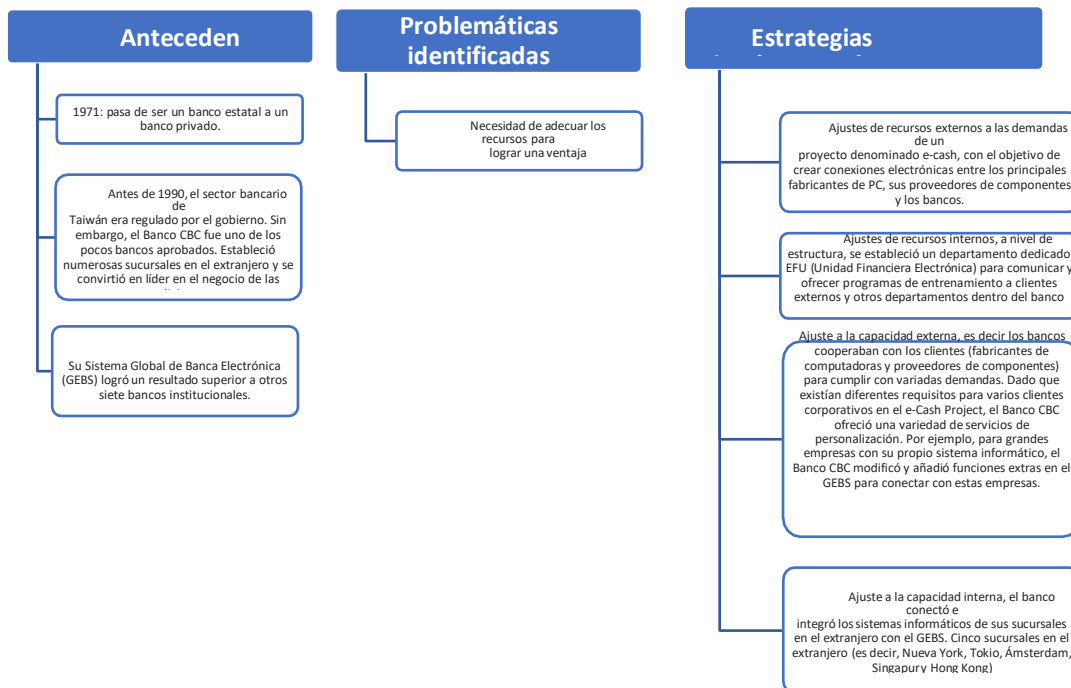 Anteceden
1971: pasa de ser un banco estatal a un
banco privado.
Antes de 1990, el sector bancario
de
Taiwán era regulado por el gobierno. Sin
embargo, el Banco CBC fue uno de los
pocos bancos aprobados. Estableció
numerosas sucursales en el extranjero y se
convirtió en líder en el negocio de las
Su Sistema Global de Banca Electrónica
(GEBS) logró un resultado superior a otros
siete bancos institucionales.
Problemáticas
identificadas
Necesidad de adecuar los
recursos para
lograr una ventaja
Estrategias
Ajustes de recursos externos a las demandas
de un
proyecto denominado e-cash, con el objetivo de
crear conexiones electrónicas entre los principales
fabricantes de PC, sus proveedores de componentes
y los bancos.
Ajustes de recursos internos, a nivel de
estructura, se estableció un departamento dedicado
EFU (Unidad Financiera Electrónica) para comunicar y
ofrecer programas de entrenamiento a clientes
externos y otros departamentos dentro del banco
Ajuste a la capacidad externa, es decir los bancos
cooperaban con los clientes (fabricantes de
computadoras y proveedores de componentes)
para cumplir con variadas demandas. Dado que
existían diferentes requisitos para varios clientes
corporativos en el e-Cash Project, el Banco CBC
ofreció una variedad de servicios de
personalización. Por ejemplo, para grandes
empresas con su propio sistema informático, el
Banco CBC modificó y añadió funciones extras en el
GEBS para conectar con estas empresas.
Ajuste a la capacidad interna, el banco
conectó e
integró los sistemas informáticos de sus sucursales
en el extranjero con el GEBS. Cinco sucursales en el
extranjero (es decir, Nueva York, Tokio, Ámsterdam,
Singapur y Hong Kong)